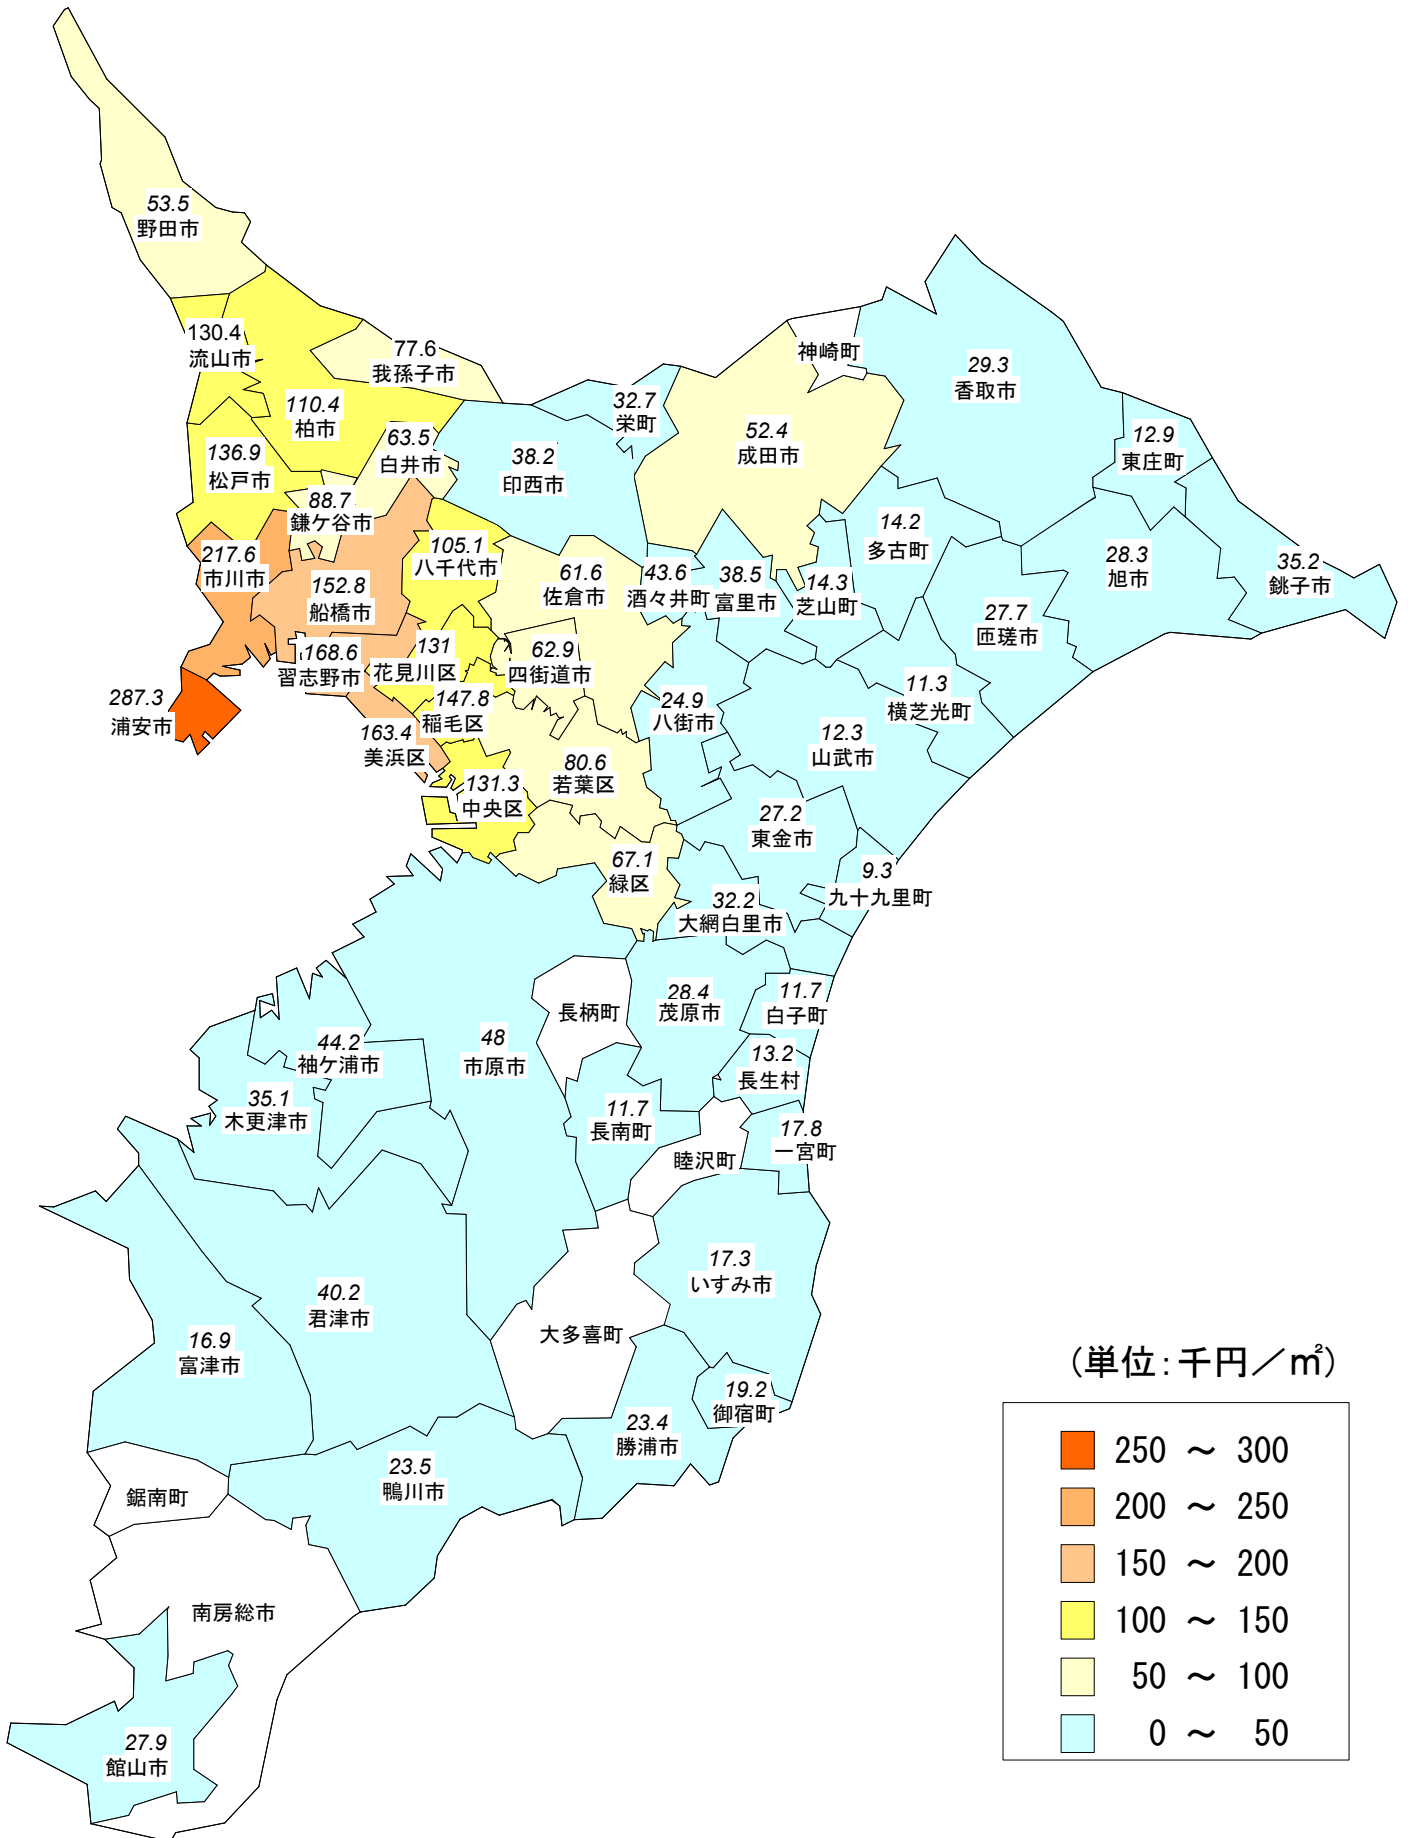 53.5
野田市
130.4
流山市
77.6
我孫子市
110.4
柏市
136.9
松戸市
63.5
白井市
88.7
鎌ケ谷市
38.2
印西市
32.7
栄町
52.4
成田市
神崎町
29.3
香取市
12.9
東庄町
35.2
銚子市
28.3
旭市
27.7
匝瑳市
14.2
多古町
14.3
芝山町
11.3
横芝光町
217.6
市川市
152.8
船橋市
105.1
八千代市
61.6
佐倉市
43.6
酒々井町
38.5
富里市
168.6
習志野市
131
花見川区
62.9
四街道市
287.3
浦安市
147.8
稲毛区
163.4
美浜区
24.9
八街市
12.3
山武市
131.3
中央区
80.6
若葉区
27.2
東金市
67.1
緑区
9.3
九十九里町
32.2
大網白里市
長柄町
28.4
茂原市
11.7
白子町
48
市原市
44.2
袖ケ浦市
35.1
木更津市
13.2
長生村
11.7
長南町
17.8
一宮町
睦沢町
17.3
いすみ市
40.2
君津市
16.9
富津市
大多喜町
19.2
御宿町
23.4
勝浦市
23.5
鴨川市
鋸南町
南房総市
27.9
館山市
（単位：千円／㎡）
250 ～ 300
200 ～ 250
150 ～ 200
100 ～ 150
50 ～ 100
0 ～ 50